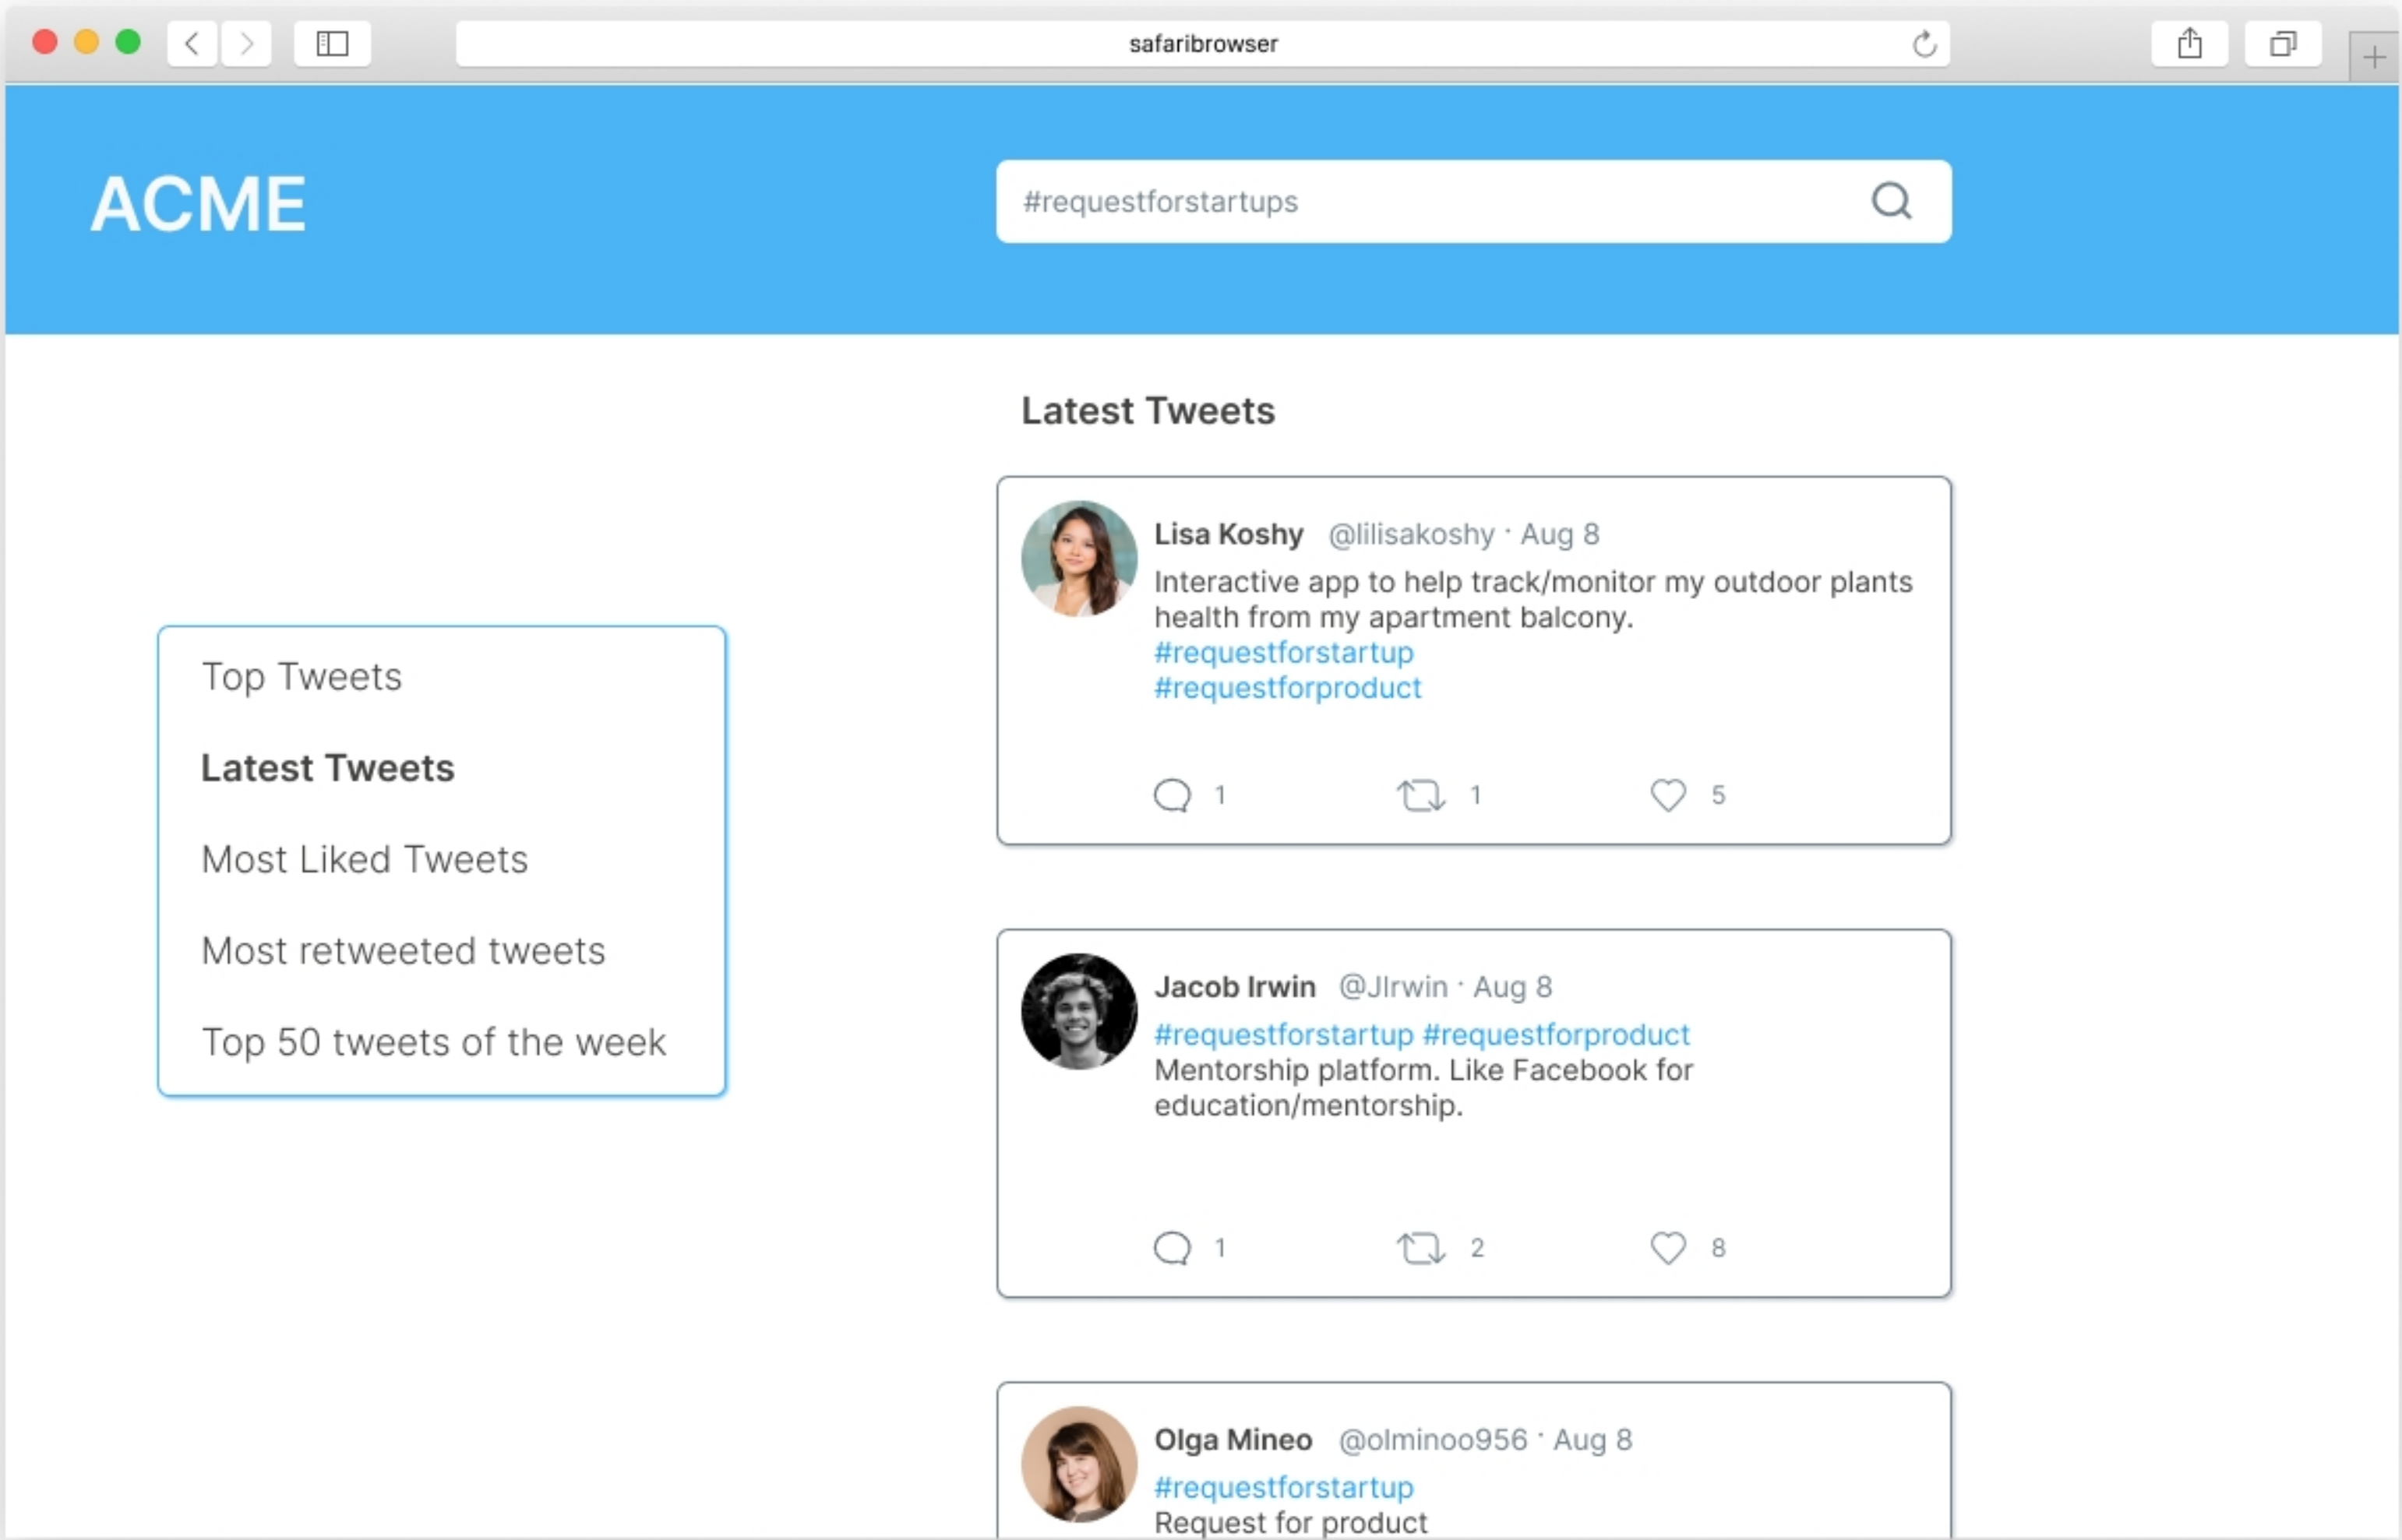 safaribrowser
ACME
#requestforstartups
Top Tweets
Latest Tweets
Most Liked Tweets
Most retweeted tweets
Top 50 tweets of the week
Latest Tweets
Lisa Koshy @lilisakoshy · Aug 8
Interactive app to help track/monitor my outdoor plants
health from my apartment balcony.
#requestforstartup
#requestforproduct
1 1 5
Jacob Irwin @JIrwin · Aug 8
#requestforstartup #requestforproduct
Mentorship platform. Like Facebook for
education/mentorship.
1 2 8
Olga Mineo @olminoo956 · Aug 8
#requestforstartup
Request for product